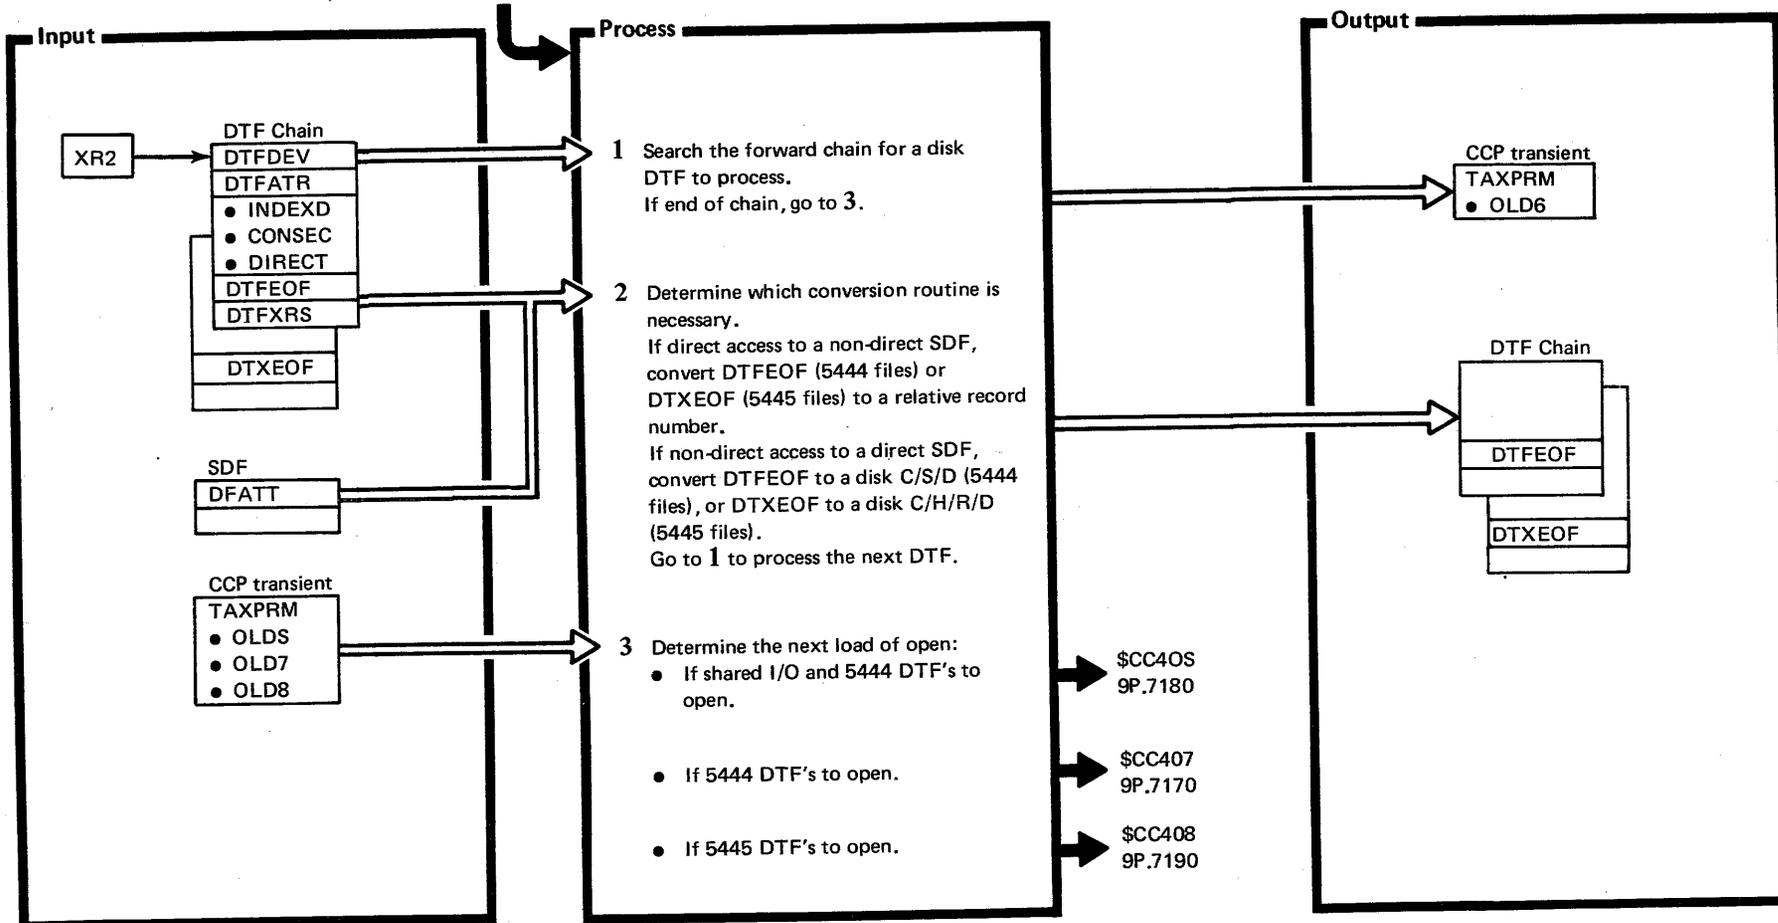 Input
XR2
DTF Chain
DTFDEV
DTFATR
● INDEXD
● CONSEC
● DIRECT
DTFEOF
DTFXRS
DTXEOF
SDF
DFATT
CCP transient
TAXPRM
● OLDS
● OLD7
● OLD8
Process
1 Search the forward chain for a disk
DTF to process.
If end of chain, go to 3.
2 Determine which conversion routine is
necessary.
If direct access to a non-direct SDF,
convert DTFEOF (5444 files) or
DTXEOF (5445 files) to a relative record
number.
If non-direct access to a direct SDF,
convert DTFEOF to a disk C/S/D (5444
files), or DTXEOF to a disk C/H/R/D
(5445 files).
Go to 1 to process the next DTF.
3 Determine the next load of open:
● If shared I/O and 5444 DTF's to
open.
● If 5444 DTF's to open.
● If 5445 DTF's to open.
$CC4OS
9P.7180
$CC407
9P.7170
$CC408
9P.7190
Output
CCP transient
TAXPRM
● OLD6
DTF Chain
DTFEOF
DTXEOF